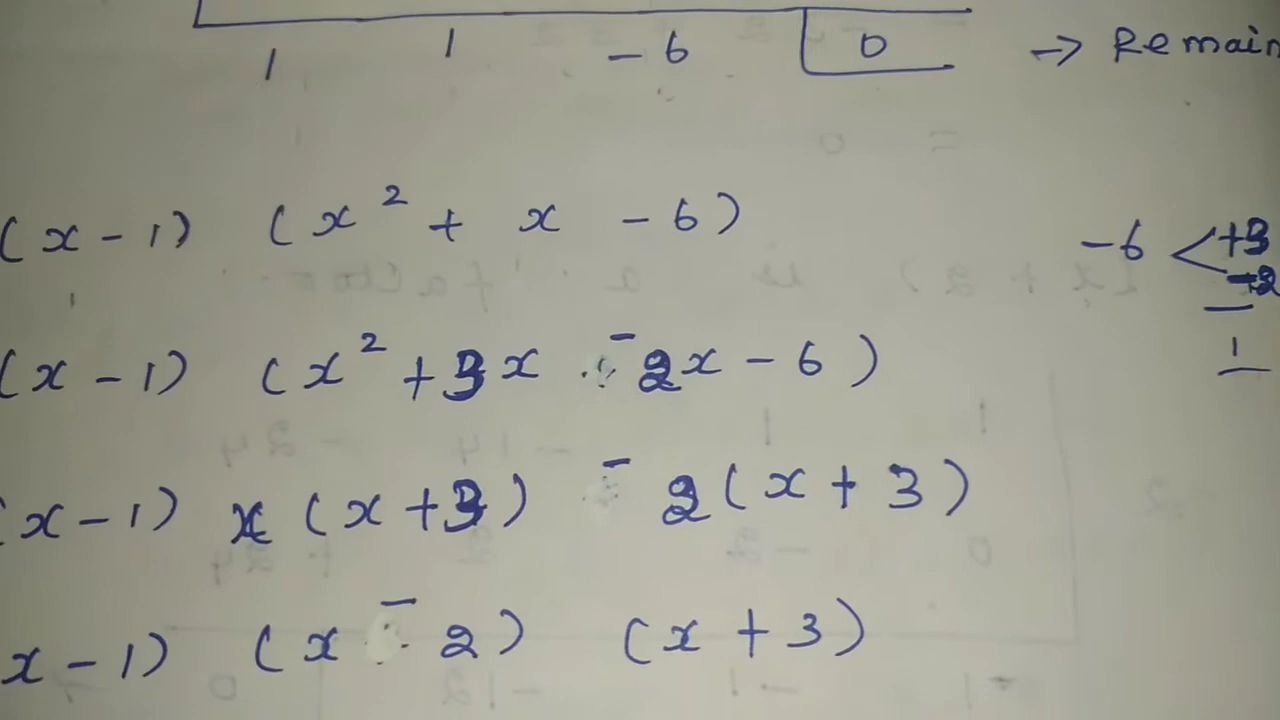 1 1 - 6 0 → Remain
(x - 1) (x² + x - 6)
-6 < +3 -2
(x - 1) (x² + 3x - 2x - 6)
1
(x - 1) x (x + 3) - 2 (x + 3)
x - 1) (x - 2) (x + 3)